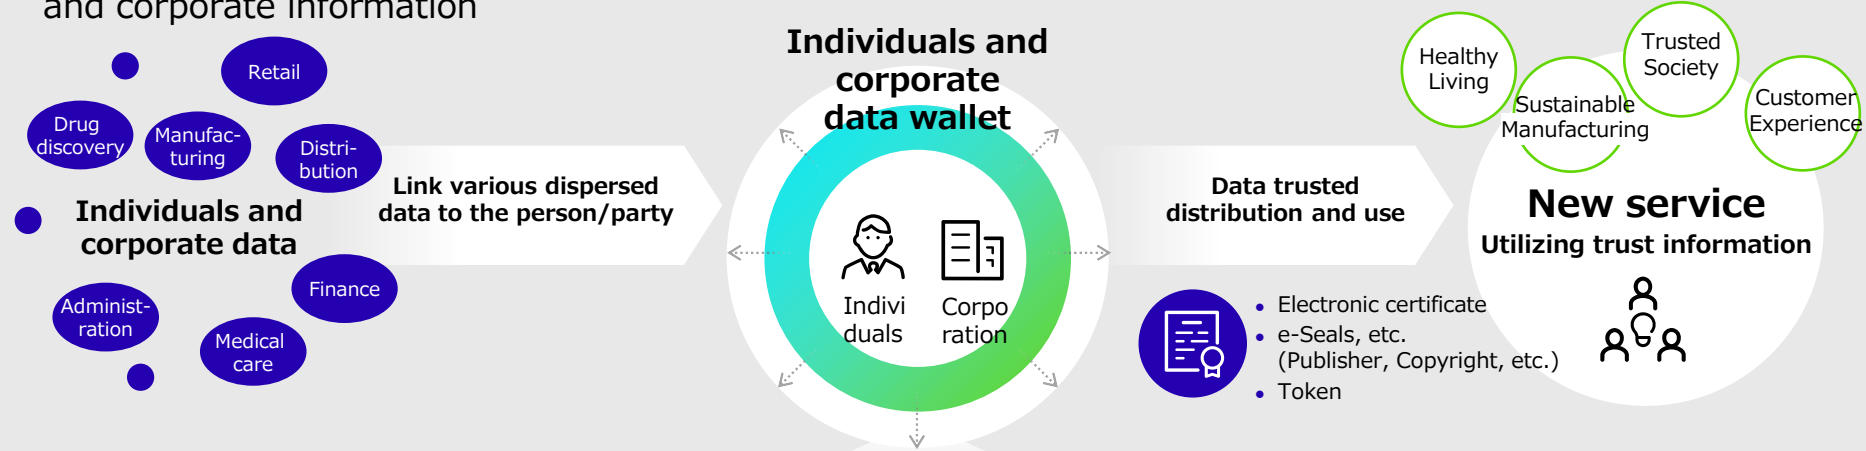 and corporate information
Retail
Drug
discovery
Manufac-
turing
Distri-
bution
Individuals and
corporate data
Finance
Administ-
ration
Medical
care
Link various dispersed
data to the person/party
Individuals and
corporate
data wallet
Indivi
duals
Corpo
ration
Data trusted
distribution and use
Electronic certificate
e-Seals, etc.
(Publisher, Copyright, etc.)
Token
Healthy
Living
Sustainable
Manufacturing
Trusted
Society
Customer
Experience
New service
Utilizing trust information